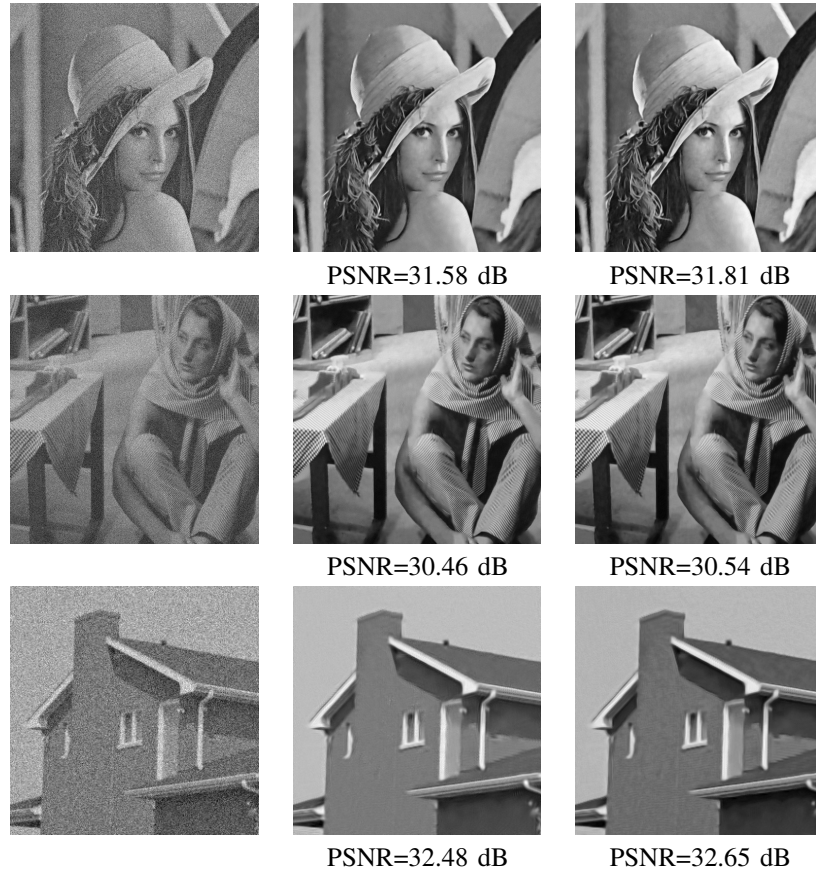 PSNR=31.58 dB PSNR=31.81 dB
PSNR=30.46 dB PSNR=30.54 dB
PSNR=32.48 dB PSNR=32.65 dB